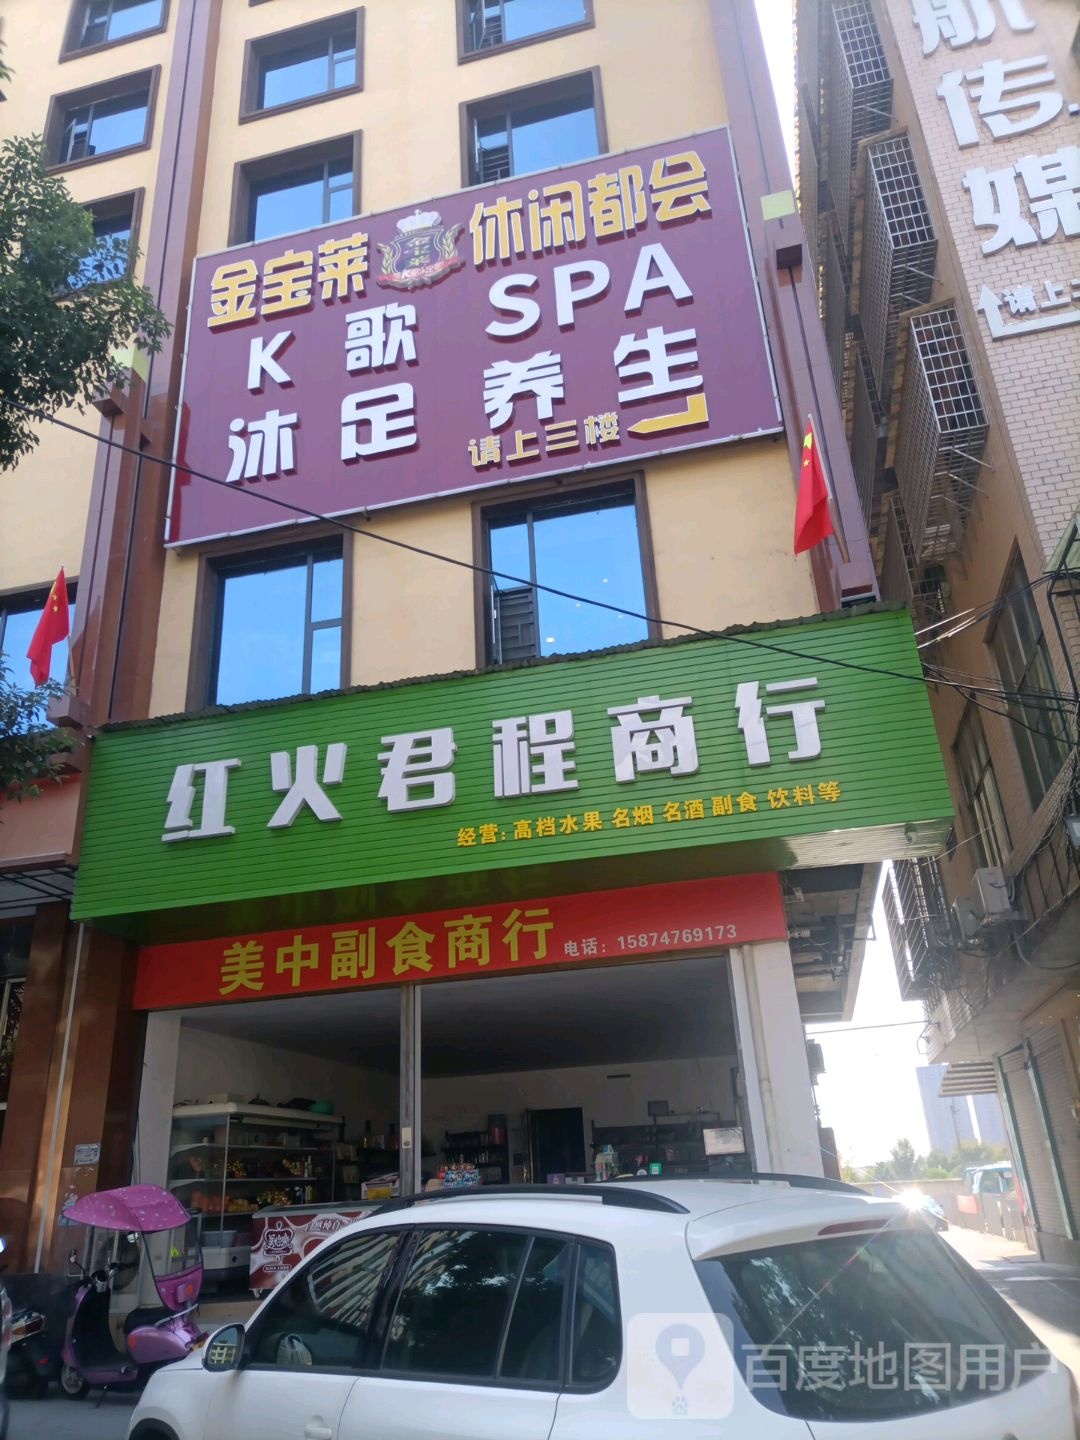 金宝莱 休闲都会
K 歌 SPA
沐足 养生
请上三楼
航传媒
请上三
红火君程商行
经营:高档水果 名烟 名酒 副食 饮料等
美中副食商行 电话:15874769173
百度地图用户